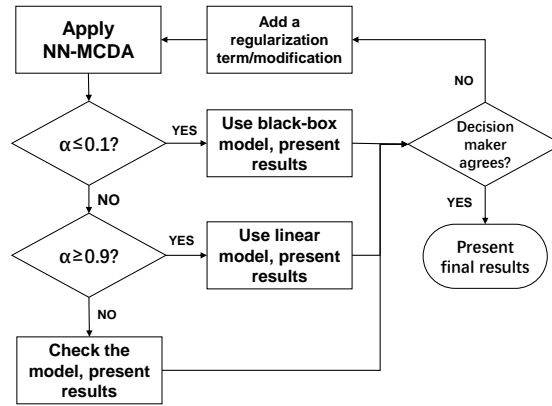 Apply
NN-MCDA
Add a
regularization
term/modification
NO
α≤0.1?
YES
Use black-box
model, present
results
Decision
maker
agrees?
NO
YES
α≥0.9?
YES
Use linear
model, present
results
Present
final results
NO
Check the
model, present
results